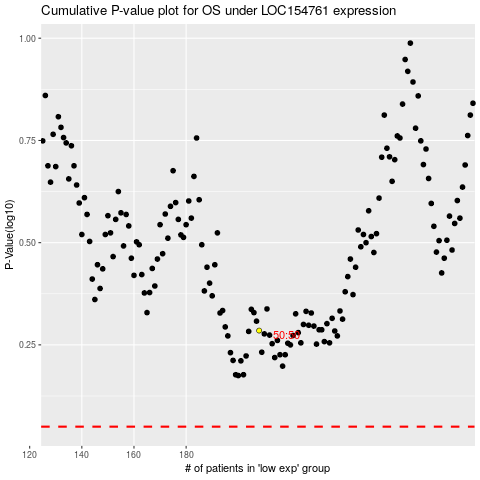 Cumulative P-value plot for OS under LOC154761 expression
P-Value(log10)
1.00
0.75
0.50
0.25
50:50
120 140 160 180
# of patients in 'low exp' group